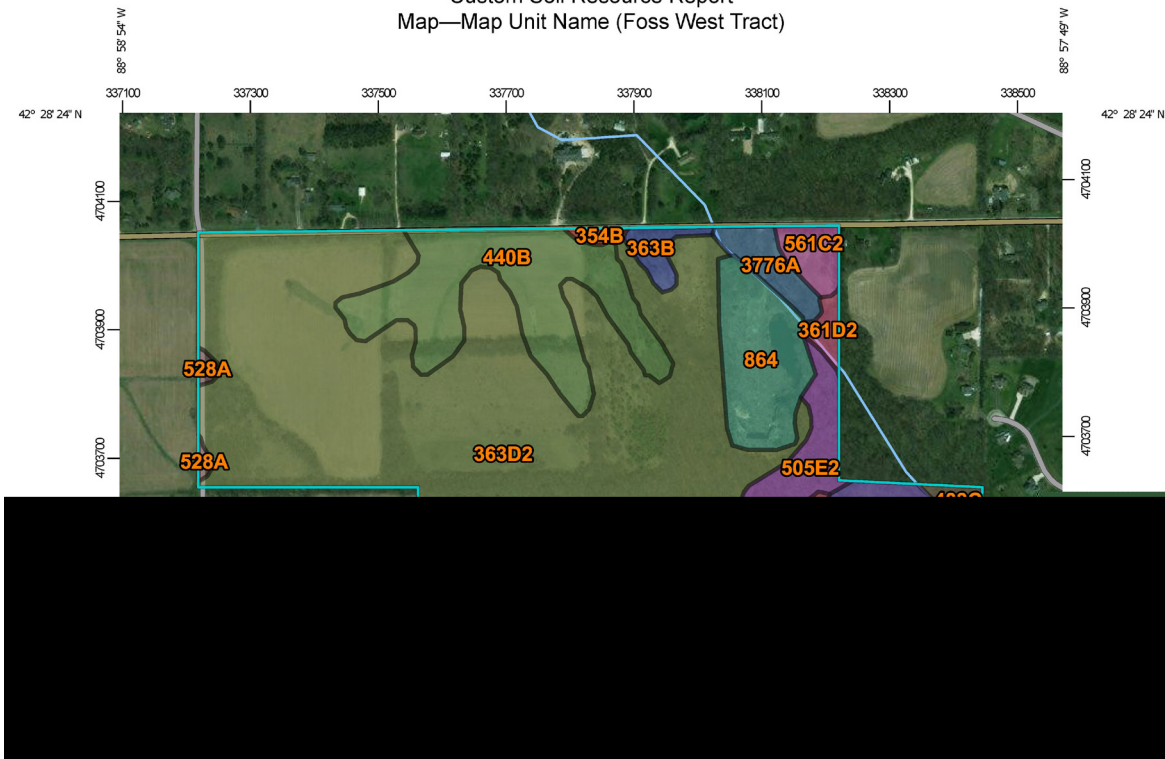 Map—Map Unit Name (Foss West Tract)
88° 58' 54'' W
88° 57' 49'' W
337100 337300 337500 337700 337900 338100 338300 338500
42° 28' 24'' N
42° 28' 24'' N
4704100
4704100
354B
561C2
363B
440B
3776A
4703900
4703900
361D2
864
528A
363D2
528A
4703700
4703700
505E2